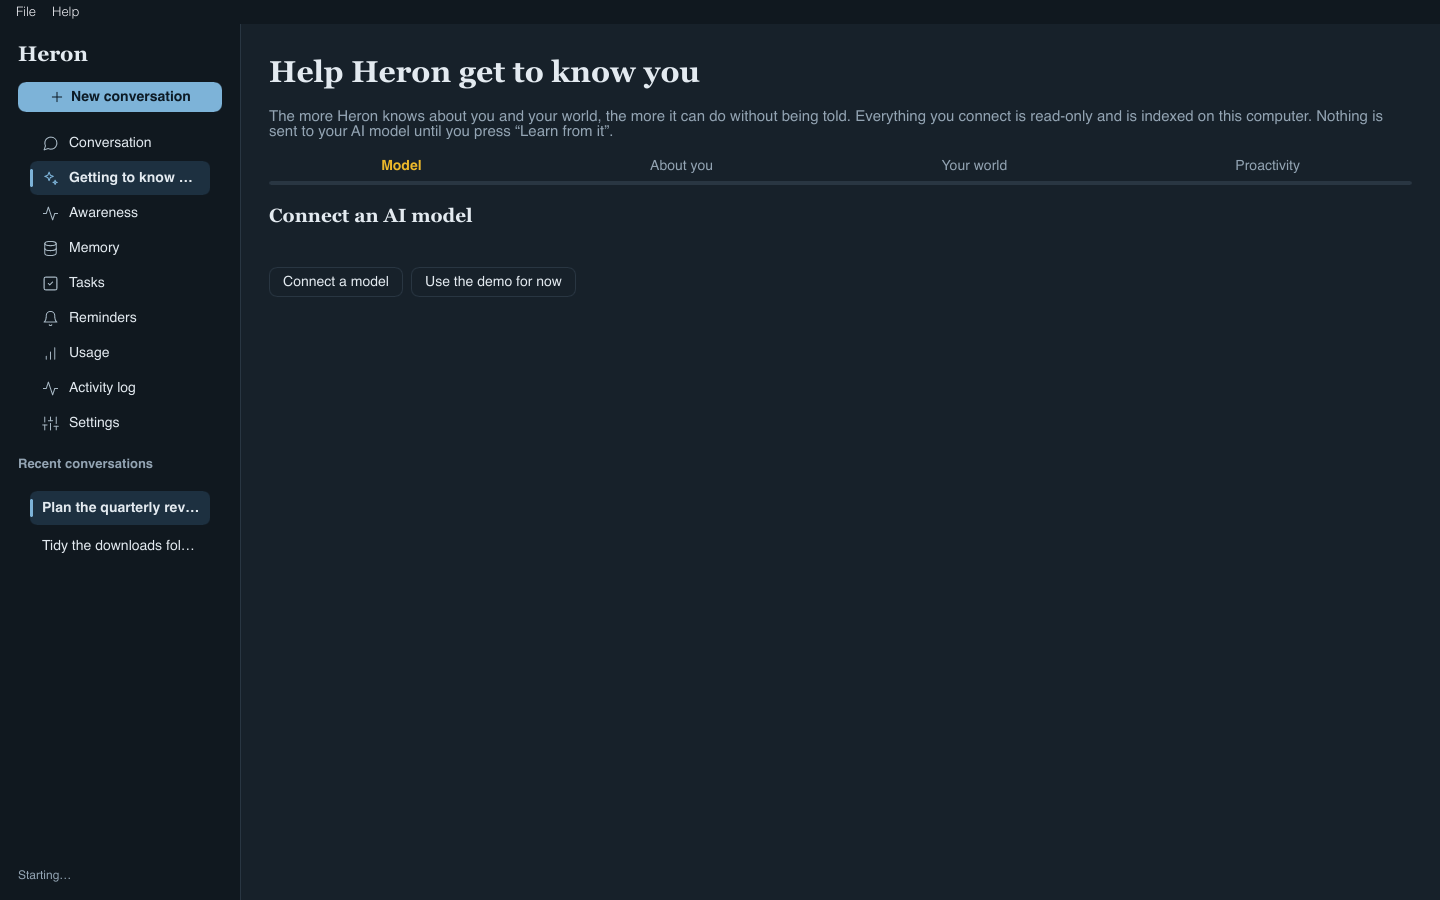 File Help
Heron
New conversation
Conversation
Getting to know …
Awareness
Memory
Tasks
Reminders
Usage
Activity log
Settings
Recent conversations
Plan the quarterly rev…
Tidy the downloads fol…
Starting…
Help Heron get to know you
The more Heron knows about you and your world, the more it can do without being told. Everything you connect is read-only and is indexed on this computer. Nothing is
sent to your AI model until you press “Learn from it”.
Model About you Your world Proactivity
Connect an AI model
Connect a model Use the demo for now